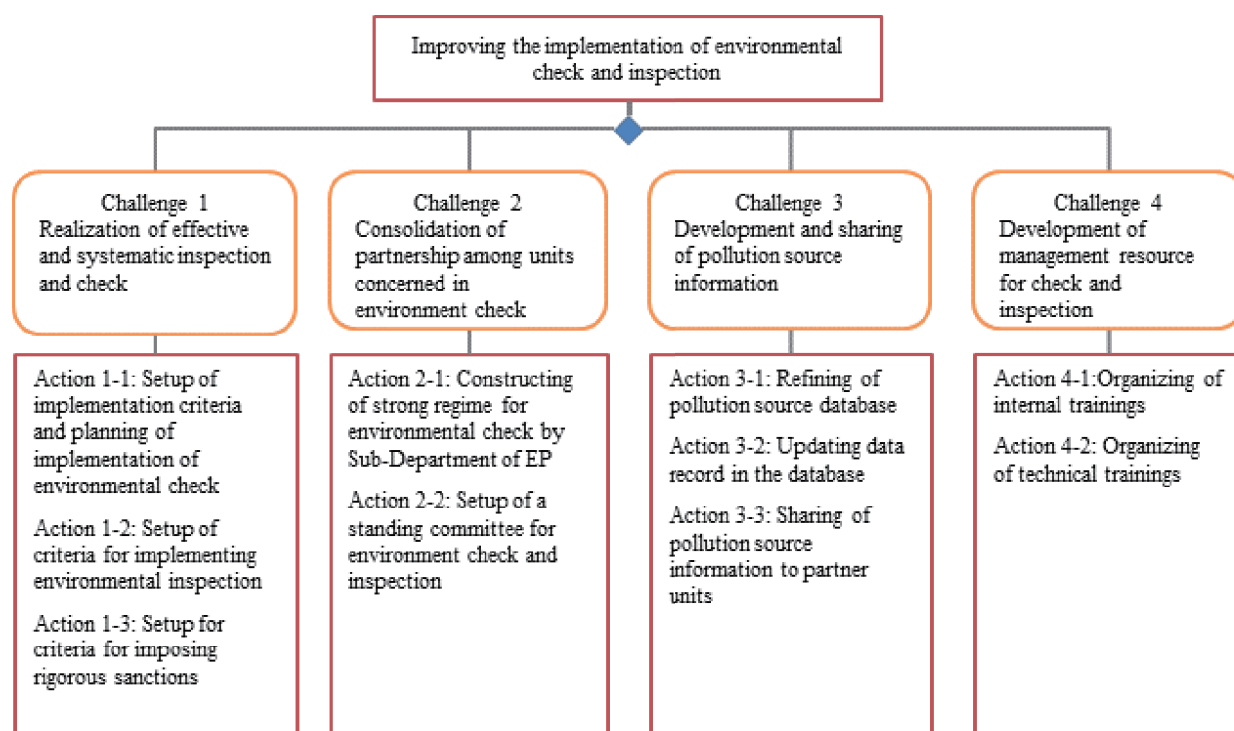 Improving the implementation of environmental
check and inspection
Challenge 1
Realization of effective
and systematic inspection
and check
Challenge 2
Consolidation of
partnership among units
concerned in
environment check
Challenge 3
Development and sharing
of pollution source
information
Challenge 4
Development of
management resource
for check and
inspection
Action 1-1: Setup of
implementation criteria
and planning of
implementation of
environmental check
Action 1-2: Setup of
criteria for implementing
environmental inspection
Action 1-3: Setup for
criteria for imposing
rigorous sanctions
Action 2-1: Constructing
of strong regime for
environmental check by
Sub-Department of EP
Action 2-2: Setup of a
standing committee for
environment check and
inspection
Action 3-1: Refining of
pollution source database
Action 3-2: Updating data
record in the database
Action 3-3: Sharing of
pollution source
information to partner
units
Action 4-1:Organizing of
internal trainings
Action 4-2: Organizing
of technical trainings